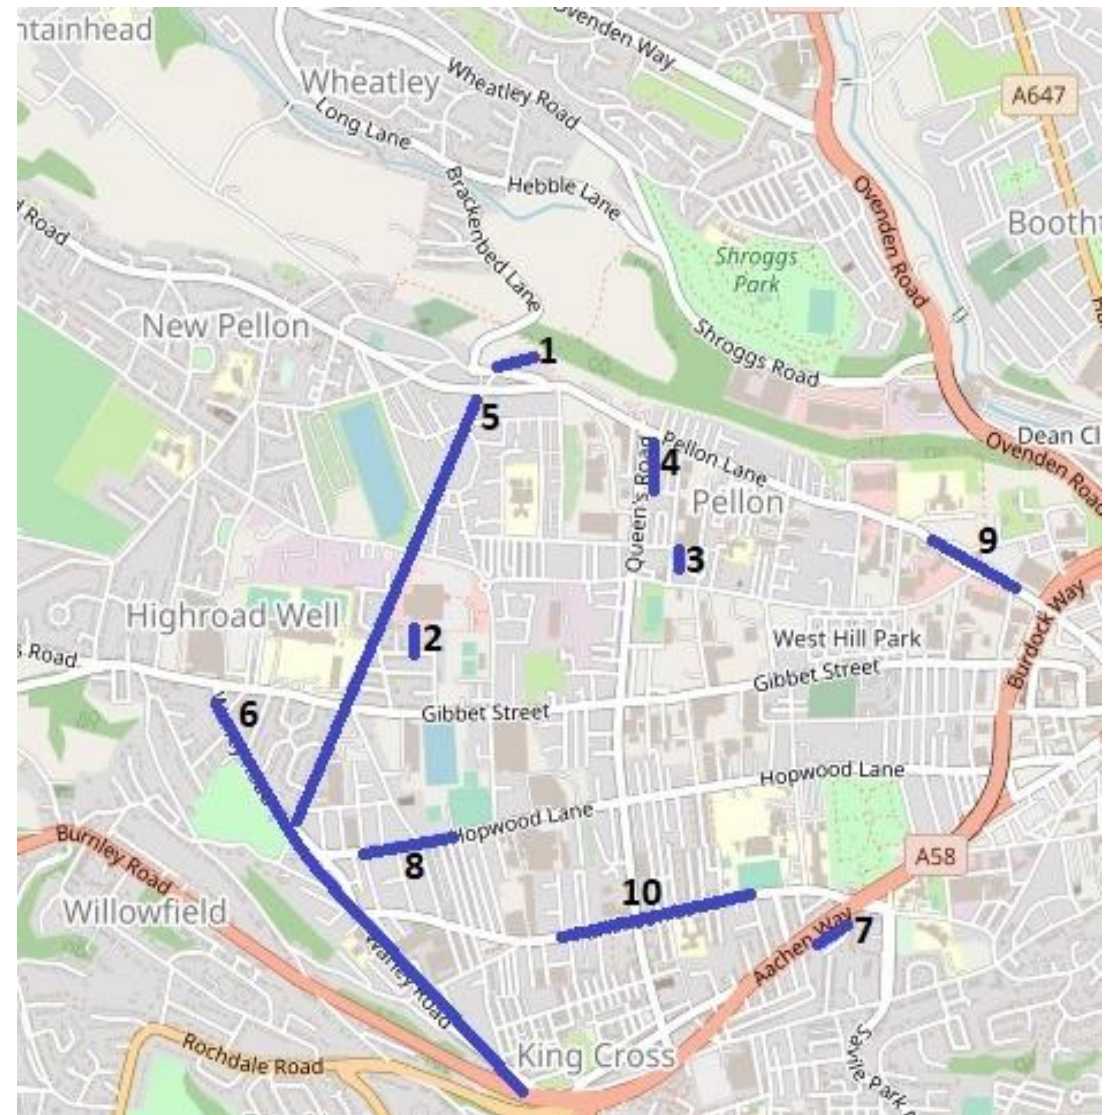 ntainhead
Ovenden Way
A647
Wheatley
Wheatley Road
Long Lane
Hebble Lane
Brackenbed Lane
Ovenden Road
Booth
d Road
Shroggs
Park
New Pellon
Shroggs Road
1
5
Dean Cl
Ovenden Road
Pellon Lane
4
Queen's Road
Pellon
9
3
Highroad Well
2
West Hill Park
Burdock Way
s Road
Gibbet Street
6
Gibbet Street
Hopwood Lane
Hopwood Lane
Burnley Road
8
A58
10
Willowfield
Aachen Way
7
Warley Road
King Cross
Rochdale Road
Savile Park